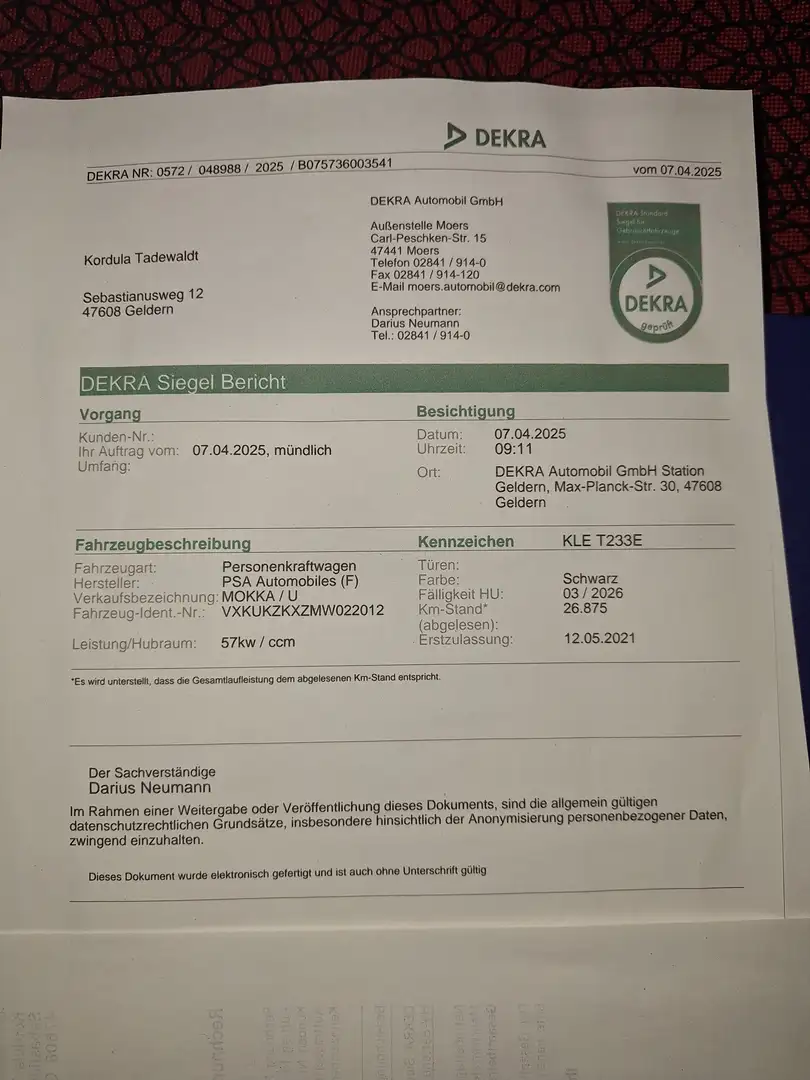 DEKRA
DEKRA NR: 0572 / 048988 / 2025 / B075736003541
vom 07.04.2025
DEKRA Automobil GmbH
Außenstelle Moers
Carl-Peschken-Str. 15
47441 Moers
Telefon 02841 / 914-0
Fax 02841 / 914-120
E-Mail moers.automobil@dekra.com
Ansprechpartner:
Darius Neumann
Tel.: 02841 / 914-0
Kordula Tadewaldt
Sebastianusweg 12
47608 Geldern
DEKRA Standard
Siegel für
Gebrauchtfahrzeuge
DEKRA
geprüft
DEKRA Siegel Bericht
Vorgang
Kunden-Nr.:
Ihr Auftrag vom: 07.04.2025, mündlich
Umfang:
Besichtigung
Datum: 07.04.2025
Uhrzeit: 09:11
Ort: DEKRA Automobil GmbH Station
Geldern, Max-Planck-Str. 30, 47608
Geldern
Fahrzeugbeschreibung
Fahrzeugart: Personenkraftwagen
Hersteller: PSA Automobiles (F)
Verkaufsbezeichnung: MOKKA / U
Fahrzeug-Ident.-Nr.: VXKUKZKXZMW022012
Leistung/Hubraum: 57kw / ccm
Kennzeichen KLE T233E
Türen:
Farbe: Schwarz
Fälligkeit HU: 03 / 2026
Km-Stand* 26.875
(abgelesen):
Erstzulassung: 12.05.2021
*Es wird unterstellt, dass die Gesamtlaufleistung dem abgelesenen Km-Stand entspricht.
Der Sachverständige
Darius Neumann
Im Rahmen einer Weitergabe oder Veröffentlichung dieses Dokuments, sind die allgemein gültigen
datenschutzrechtlichen Grundsätze, insbesondere hinsichtlich der Anonymisierung personenbezogener Daten,
zwingend einzuhalten.
Dieses Dokument wurde elektronisch gefertigt und ist auch ohne Unterschrift gültig